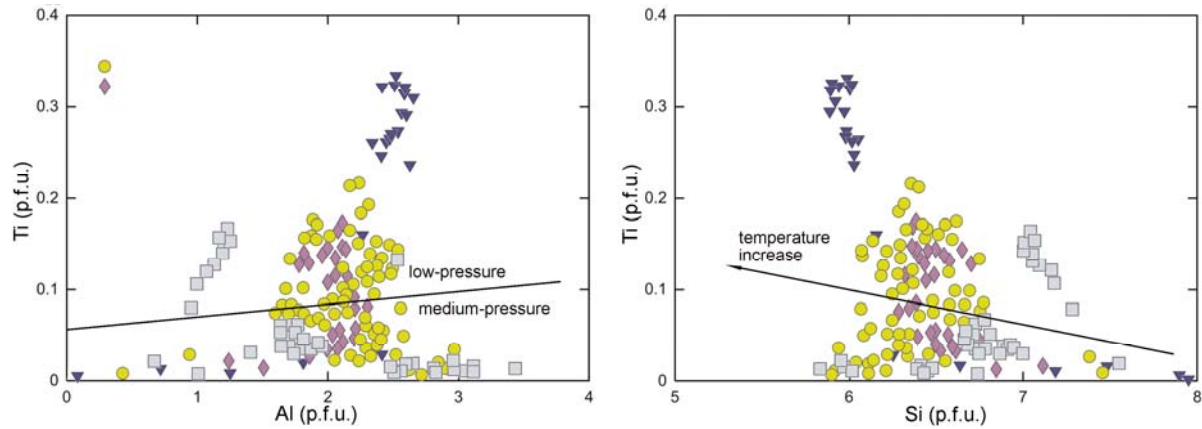 0.4
0.3
0.2
0.1
0
Ti (p.f.u.)
low-pressure
medium-pressure
0
1
2
3
4
Al (p.f.u.)
0.4
0.3
0.2
0.1
0
Ti (p.f.u.)
temperature
increase
5
6
7
8
Si (p.f.u.)